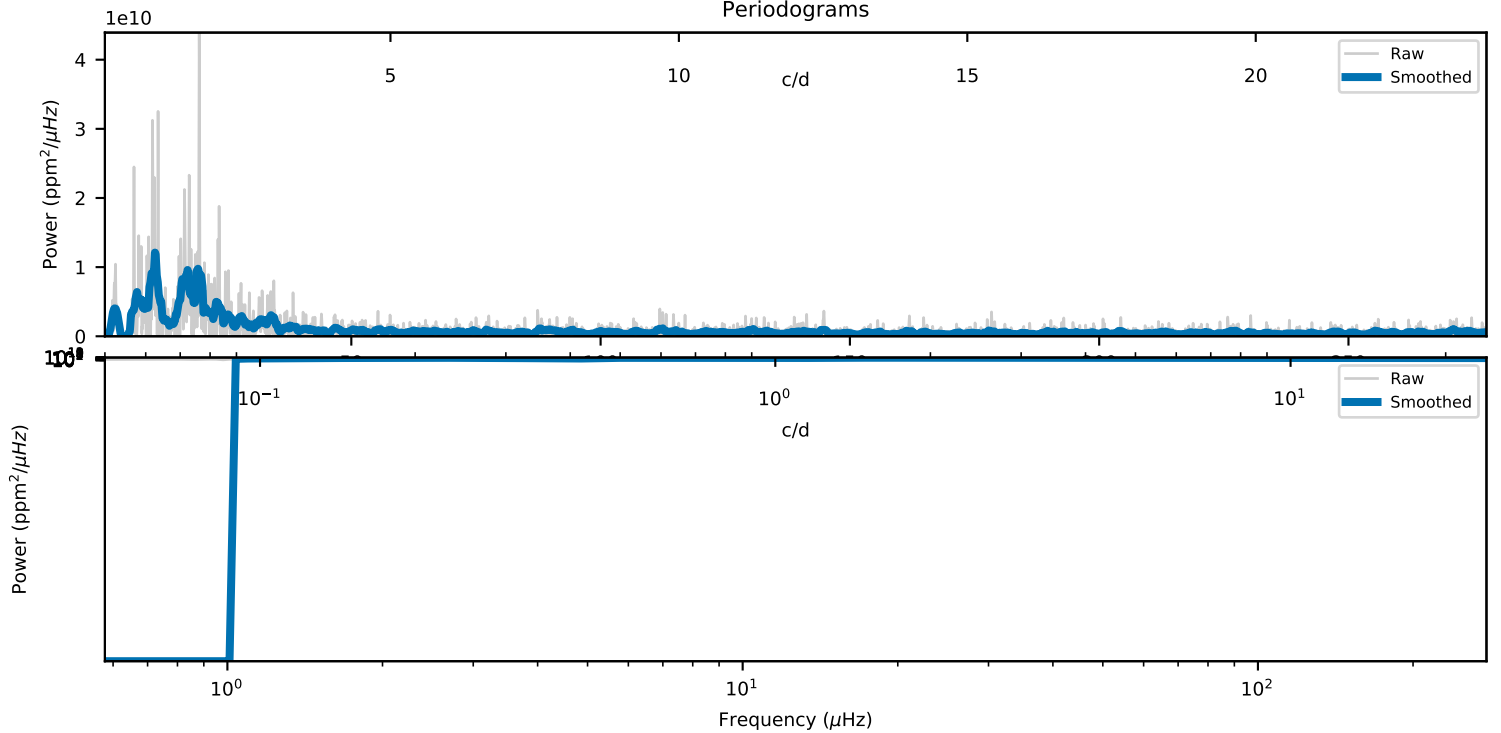 Periodograms
1e10
4
3
2
1
0
Power (ppm²/μHz)
5
10
15
20
c/d
Raw
Smoothed
10⁻¹
10⁰
10¹
c/d
Raw
Smoothed
Power (ppm²/μHz)
10⁰
10¹
10²
Frequency (μHz)